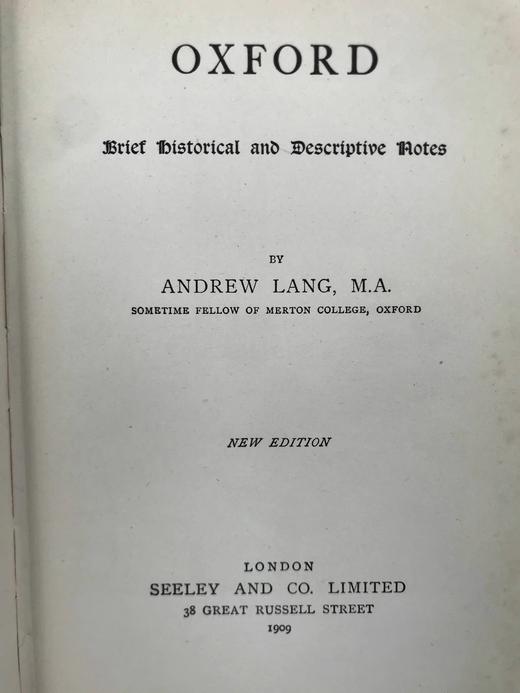 OXFORD
Brief Historical and Descriptive Notes
BY
ANDREW LANG, M.A.
SOMETIME FELLOW OF MERTON COLLEGE, OXFORD
NEW EDITION
LONDON
SEELEY AND CO. LIMITED
38 GREAT RUSSELL STREET
1909